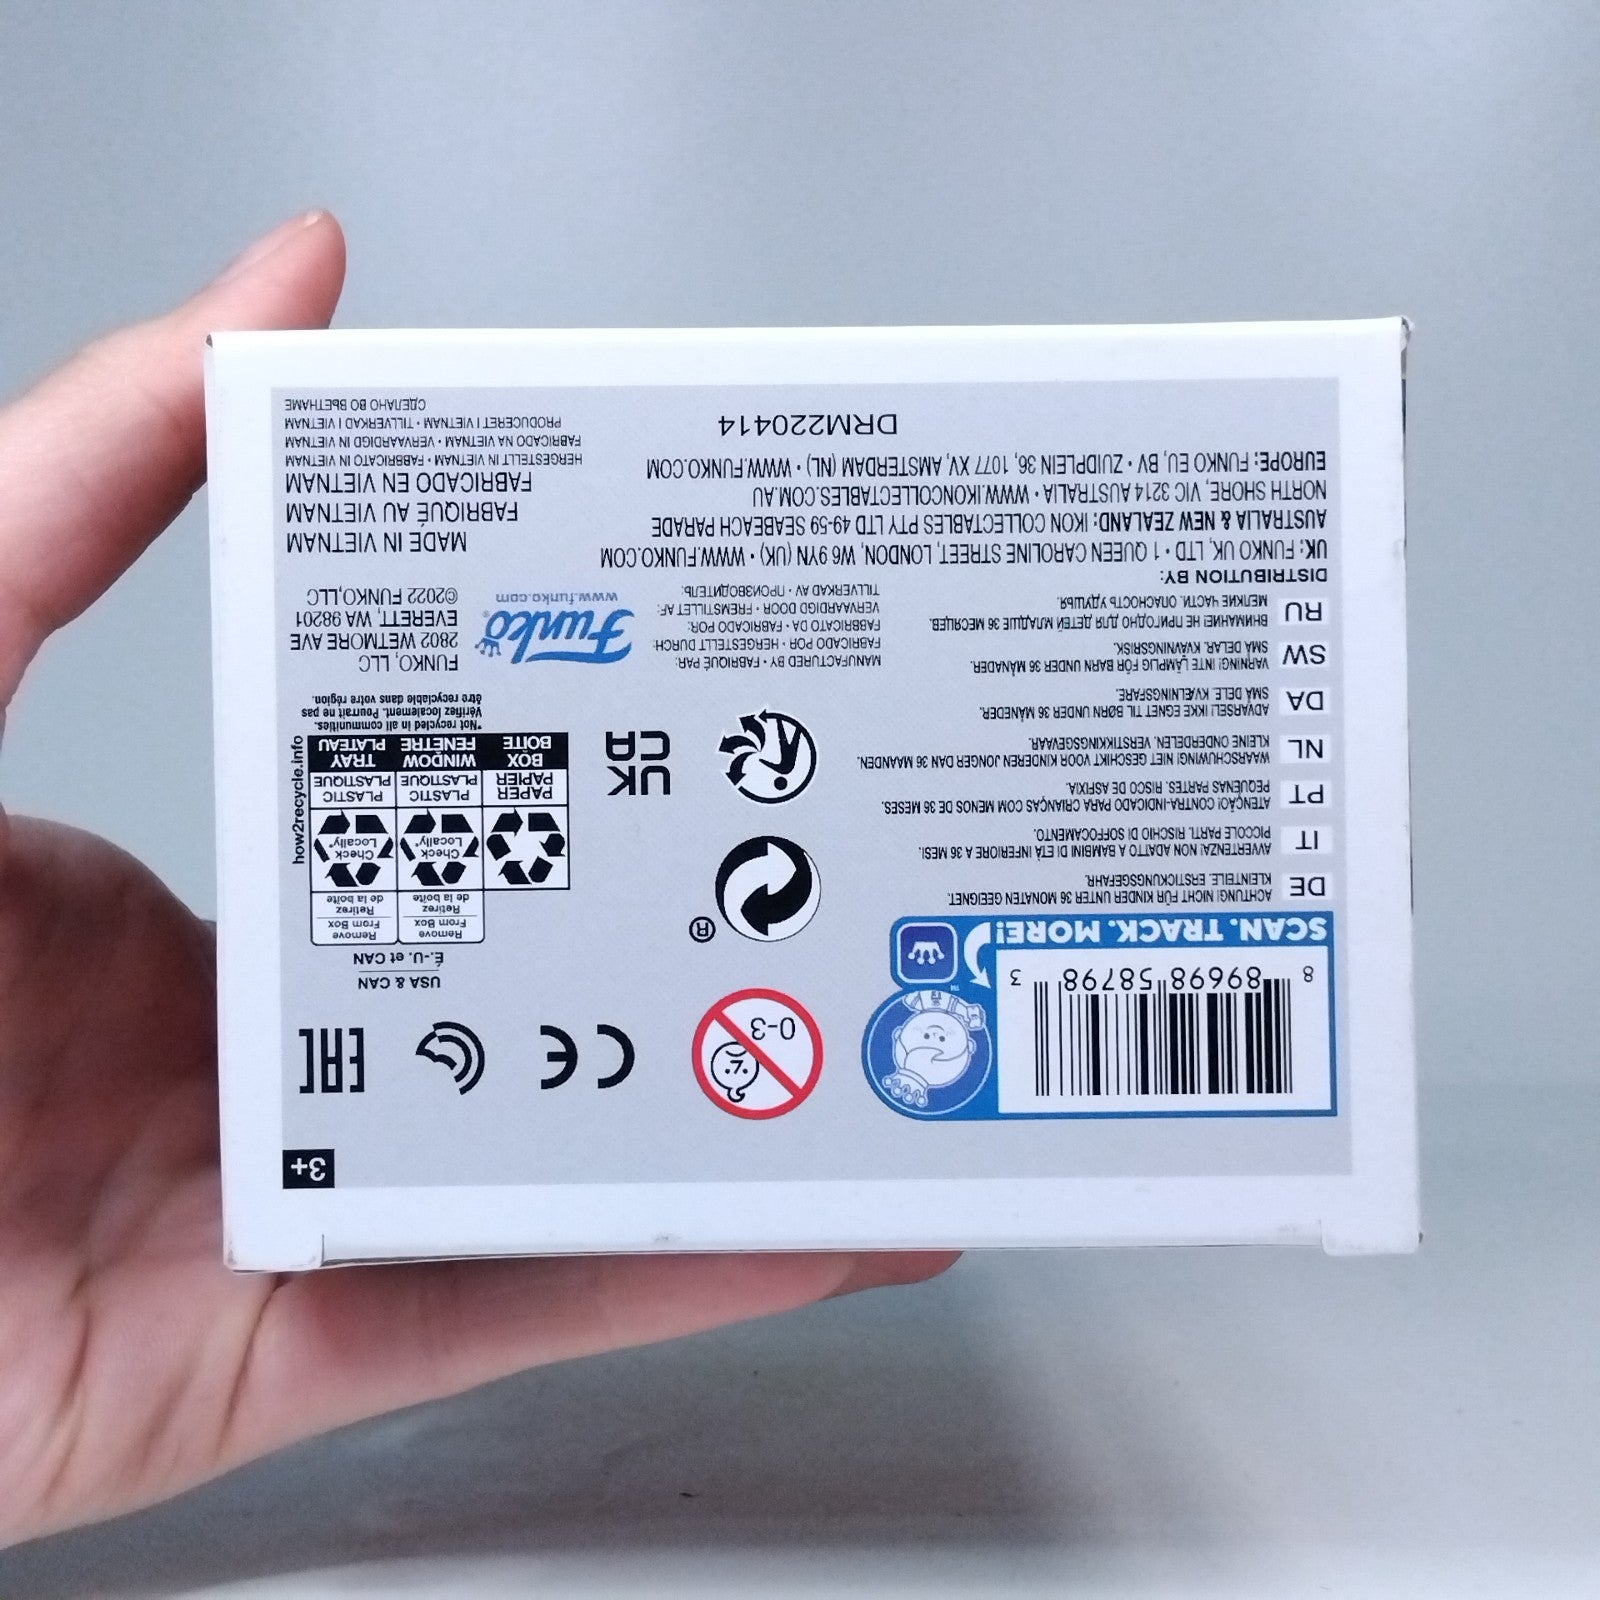 3+
8 89698 58798 3
SCAN. TRACK. MORE!
™
0-3
CE
EAC
USA & CAN
É.-U. et CAN
®
Remove
From Box
Retirez
de la boîte
Remove
From Box
Retirez
de la boîte
Check
Locally*
Check
Locally*
PAPER
PAPIER
BOX
BOÎTE
PLASTIC
PLASTIQUE
WINDOW
FENÊTRE
PLASTIC
PLASTIQUE
TRAY
PLATEAU
how2recycle.info
*Not recycled in all communities.
Vérifiez localement. Pourrait ne pas
être recyclable dans votre région.
UK
CA
DE ACHTUNG! NICHT FÜR KINDER UNTER 36 MONATEN GEEIGNET.
KLEINTEILE. ERSTICKUNGSGEFAHR.
IT AVVERTENZA! NON ADATTO A BAMBINI DI ETÀ INFERIORE A 36 MESI.
PICCOLE PARTI. RISCHIO DI SOFFOCAMENTO.
PT ATENÇÃO! CONTRA-INDICADO PARA CRIANÇAS COM MENOS DE 36 MESES.
PEQUENAS PARTES. RISCO DE ASFIXIA.
NL WAARSCHUWING! NIET GESCHIKT VOOR KINDEREN JONGER DAN 36 MAANDEN.
KLEINE ONDERDELEN. VERSTIKKINGSGEVAAR.
DA ADVARSEL! IKKE EGNET TIL BØRN UNDER 36 MÅNEDER.
SMÅ DELE. KVÆLNINGSFARE.
SW VARNING! INTE LÄMPLIG FÖR BARN UNDER 36 MÅNADER.
SMÅ DELAR. KVÄVNINGSRISK.
RU ВНИМАНИЕ! НЕ ПРИГОДНО ДЛЯ ДЕТЕЙ МЛАДШЕ 36 МЕСЯЦЕВ.
МЕЛКИЕ ЧАСТИ. ОПАСНОСТЬ УДУШЬЯ.
MANUFACTURED BY • FABRIQUÉ PAR:
FABRICADO POR • HERGESTELLT DURCH:
FABBRICATO DA • FABRICADO POR:
VERVAARDIGD DOOR • FREMSTILLET AF:
TILLVERKAD AV • ПРОИЗВОДИТЕЛЬ:
Funko®
www.funko.com
FUNKO, LLC
2802 WETMORE AVE
EVERETT, WA 98201
©2022 FUNKO,LLC
DISTRIBUTION BY:
UK: FUNKO UK, LTD • 1 QUEEN CAROLINE STREET, LONDON, W6 9YN (UK) • WWW.FUNKO.COM
AUSTRALIA & NEW ZEALAND: IKON COLLECTABLES PTY LTD 49-59 SEABEACH PARADE
NORTH SHORE, VIC 3214 AUSTRALIA • WWW.IKONCOLLECTABLES.COM.AU
EUROPE: FUNKO EU, BV • ZUIDPLEIN 36, 1077 XV, AMSTERDAM (NL) • WWW.FUNKO.COM
DRM220414
MADE IN VIETNAM
FABRIQUÉ AU VIETNAM
FABRICADO EN VIETNAM
HERGESTELLT IN VIETNAM • FABBRICATO IN VIETNAM
FABRICADO NA VIETNAM • VERVAARDIGD IN VIETNAM
PRODUCERET I VIETNAM • TILLVERKAD I VIETNAM
СДЕЛАНО ВО ВЬЕТНАМЕ